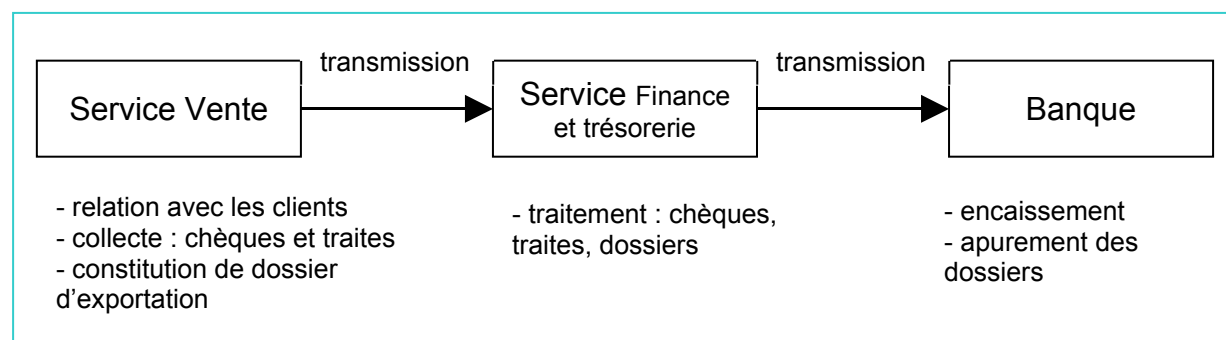 transmission
transmission
Service Vente
Service Finance
et trésorerie
Banque
- relation avec les clients
- collecte : chèques et traites
- constitution de dossier
d’exportation
- traitement : chèques,
traites, dossiers
- encaissement
- apurement des
dossiers